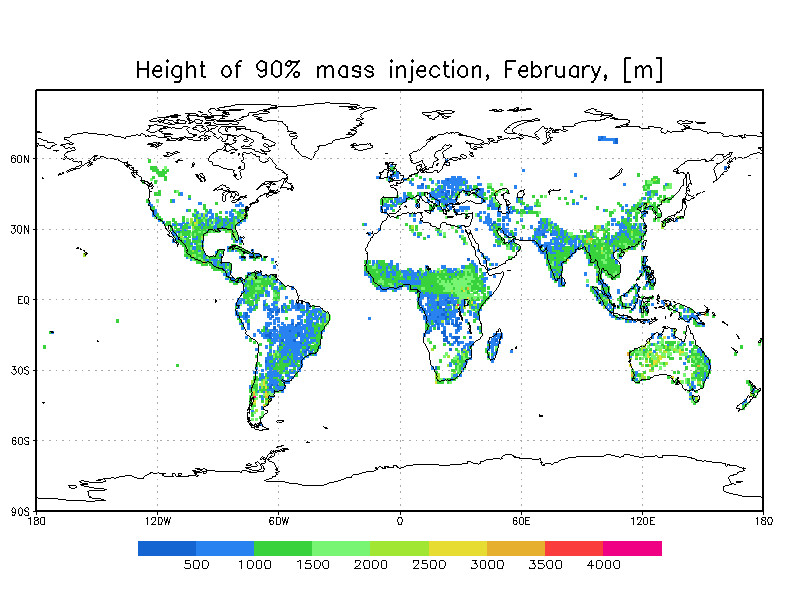 Height of 90% mass injection, February, [m]
60N
30N
EQ
30S
60S
90S
180 120W 60W 0 60E 120E 180
500 1000 1500 2000 2500 3000 3500 4000